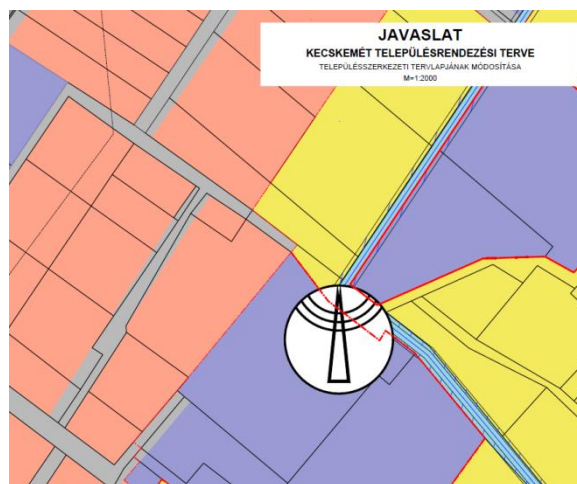 JAVASLAT
KECSKEMÉT TELEPÜLÉSRENDEZÉSI TERVE
TELEPÜLÉSSZERKEZETI TERVLAPJÁNAK MÓDOSÍTÁSA
M=1:2000